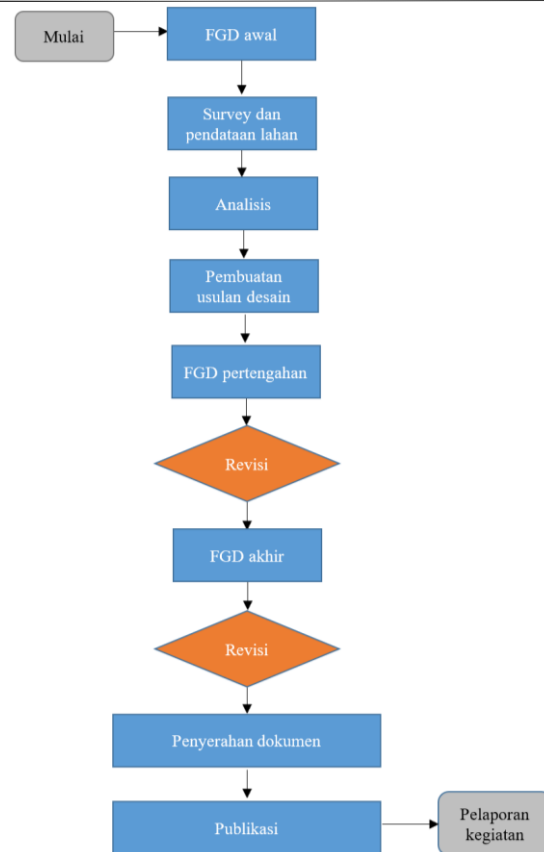 Mulai
FGD awal
Survey dan
pendataan lahan
Analisis
Pembuatan
usulan desain
FGD pertengahan
Revisi
FGD akhir
Revisi
Penyerahan dokumen
Publikasi
Pelaporan
kegiatan